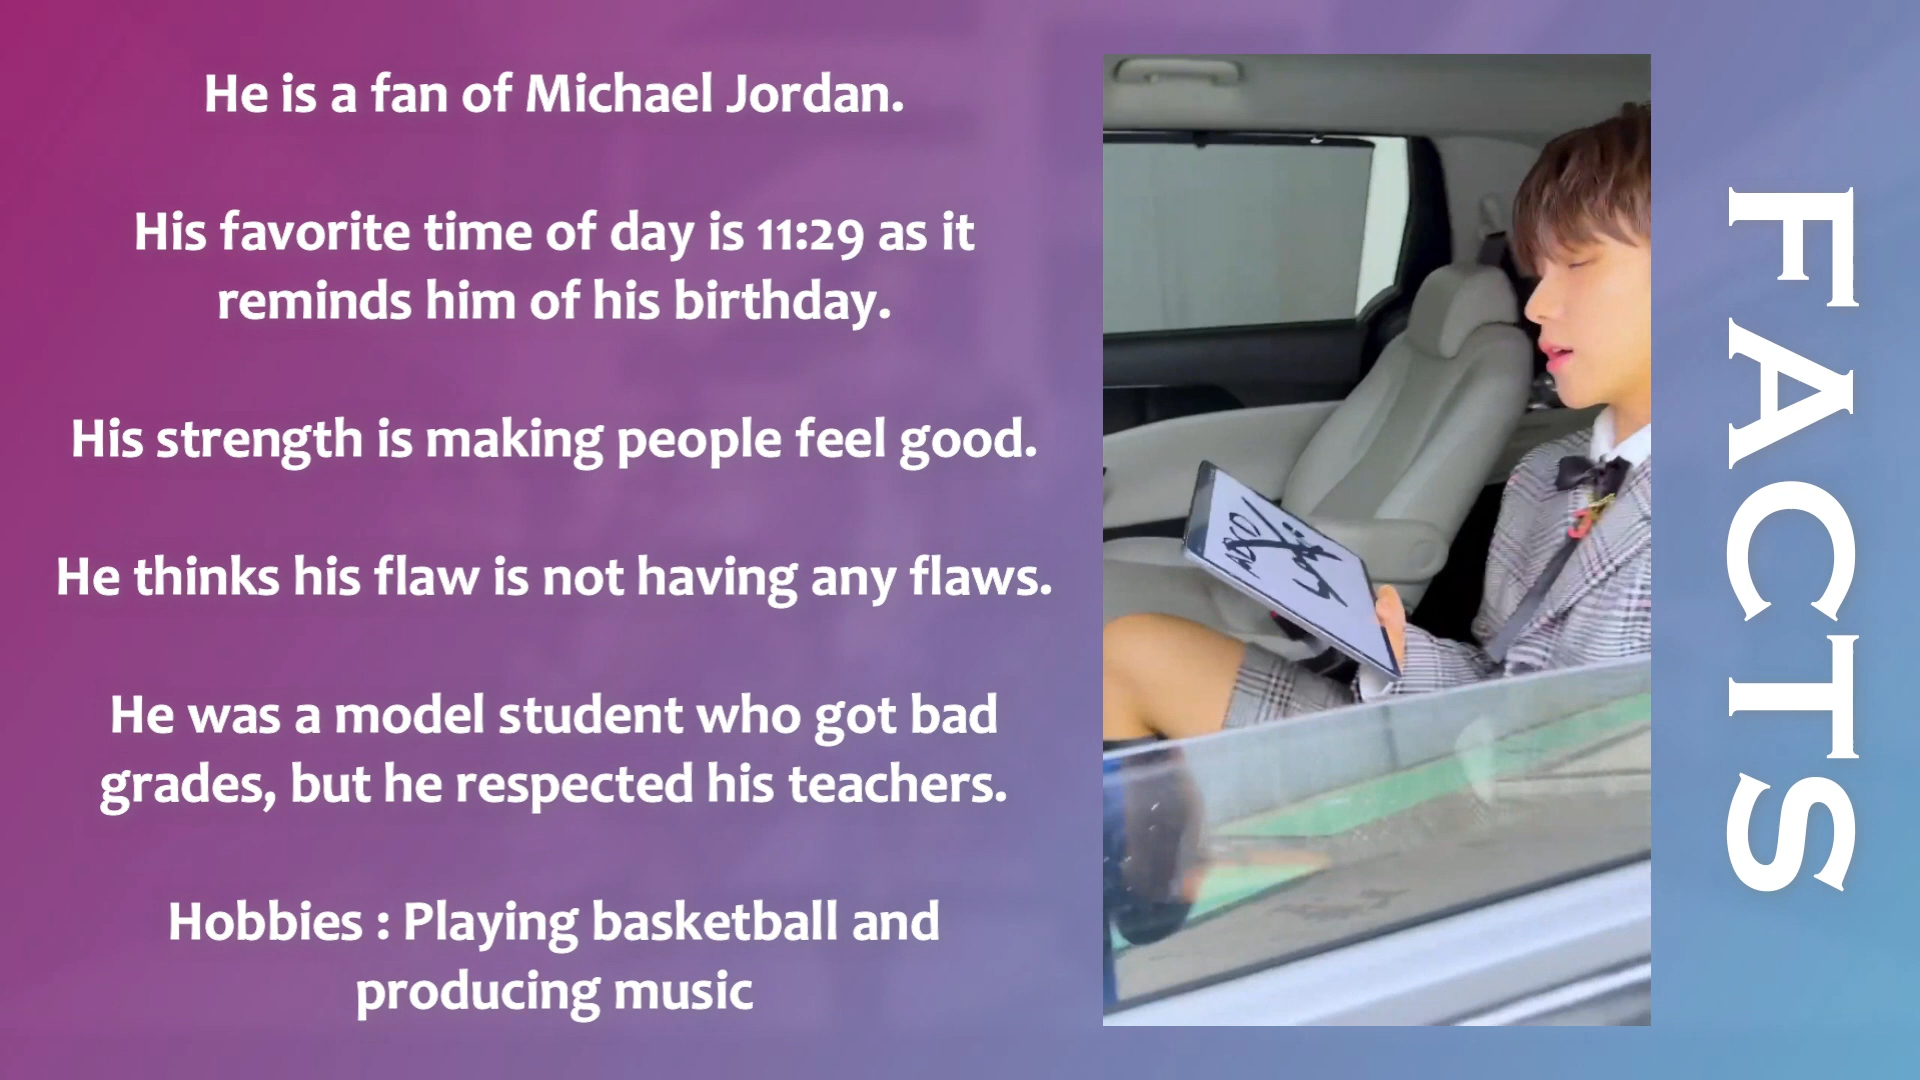 He is a fan of Michael Jordan.
His favorite time of day is 11:29 as it
reminds him of his birthday.
His strength is making people feel good.
He thinks his flaw is not having any flaws.
He was a model student who got bad
grades, but he respected his teachers.
Hobbies : Playing basketball and
producing music
FACTS